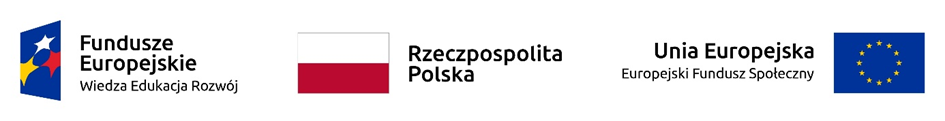 Fundusze
Europejskie
Wiedza Edukacja Rozwój
Rzeczpospolita
Polska
Unia Europejska
Europejski Fundusz Społeczny